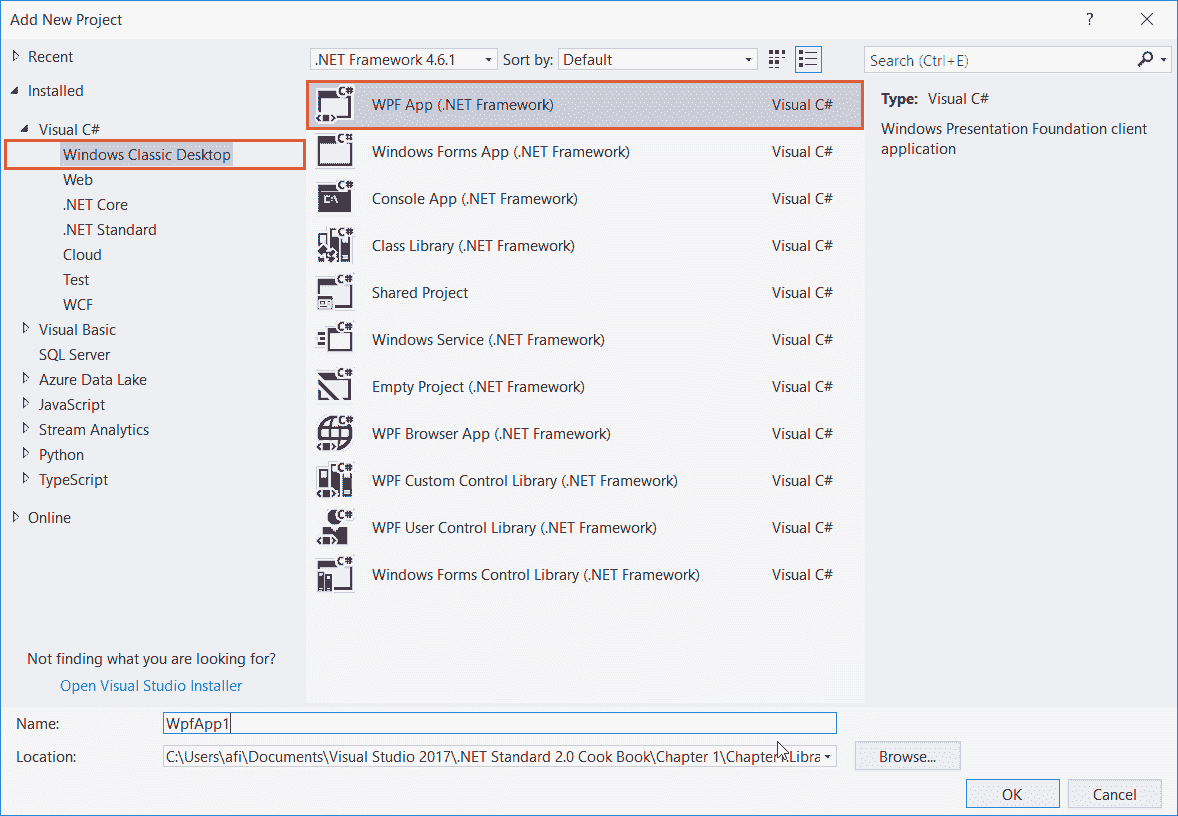 Add New Project
?
Recent
Installed
Visual C#
Windows Classic Desktop
Web
.NET Core
.NET Standard
Cloud
Test
WCF
Visual Basic
SQL Server
Azure Data Lake
JavaScript
Stream Analytics
Python
TypeScript
Online
Not finding what you are looking for?
Open Visual Studio Installer
.NET Framework 4.6.1 Sort by: Default
C# WPF App (.NET Framework) Visual C#
C# Windows Forms App (.NET Framework) Visual C#
C# C:\ Console App (.NET Framework) Visual C#
C# Class Library (.NET Framework) Visual C#
C# Shared Project Visual C#
C# Windows Service (.NET Framework) Visual C#
C# Empty Project (.NET Framework) Visual C#
C# WPF Browser App (.NET Framework) Visual C#
C# WPF Custom Control Library (.NET Framework) Visual C#
C# WPF User Control Library (.NET Framework) Visual C#
C# Windows Forms Control Library (.NET Framework) Visual C#
Search (Ctrl+E)
Type: Visual C#
Windows Presentation Foundation client
application
Name: WpfApp1
Location: C:\Users\afi\Documents\Visual Studio 2017\.NET Standard 2.0 Cook Book\Chapter 1\Chapter Libra Browse...
OK Cancel